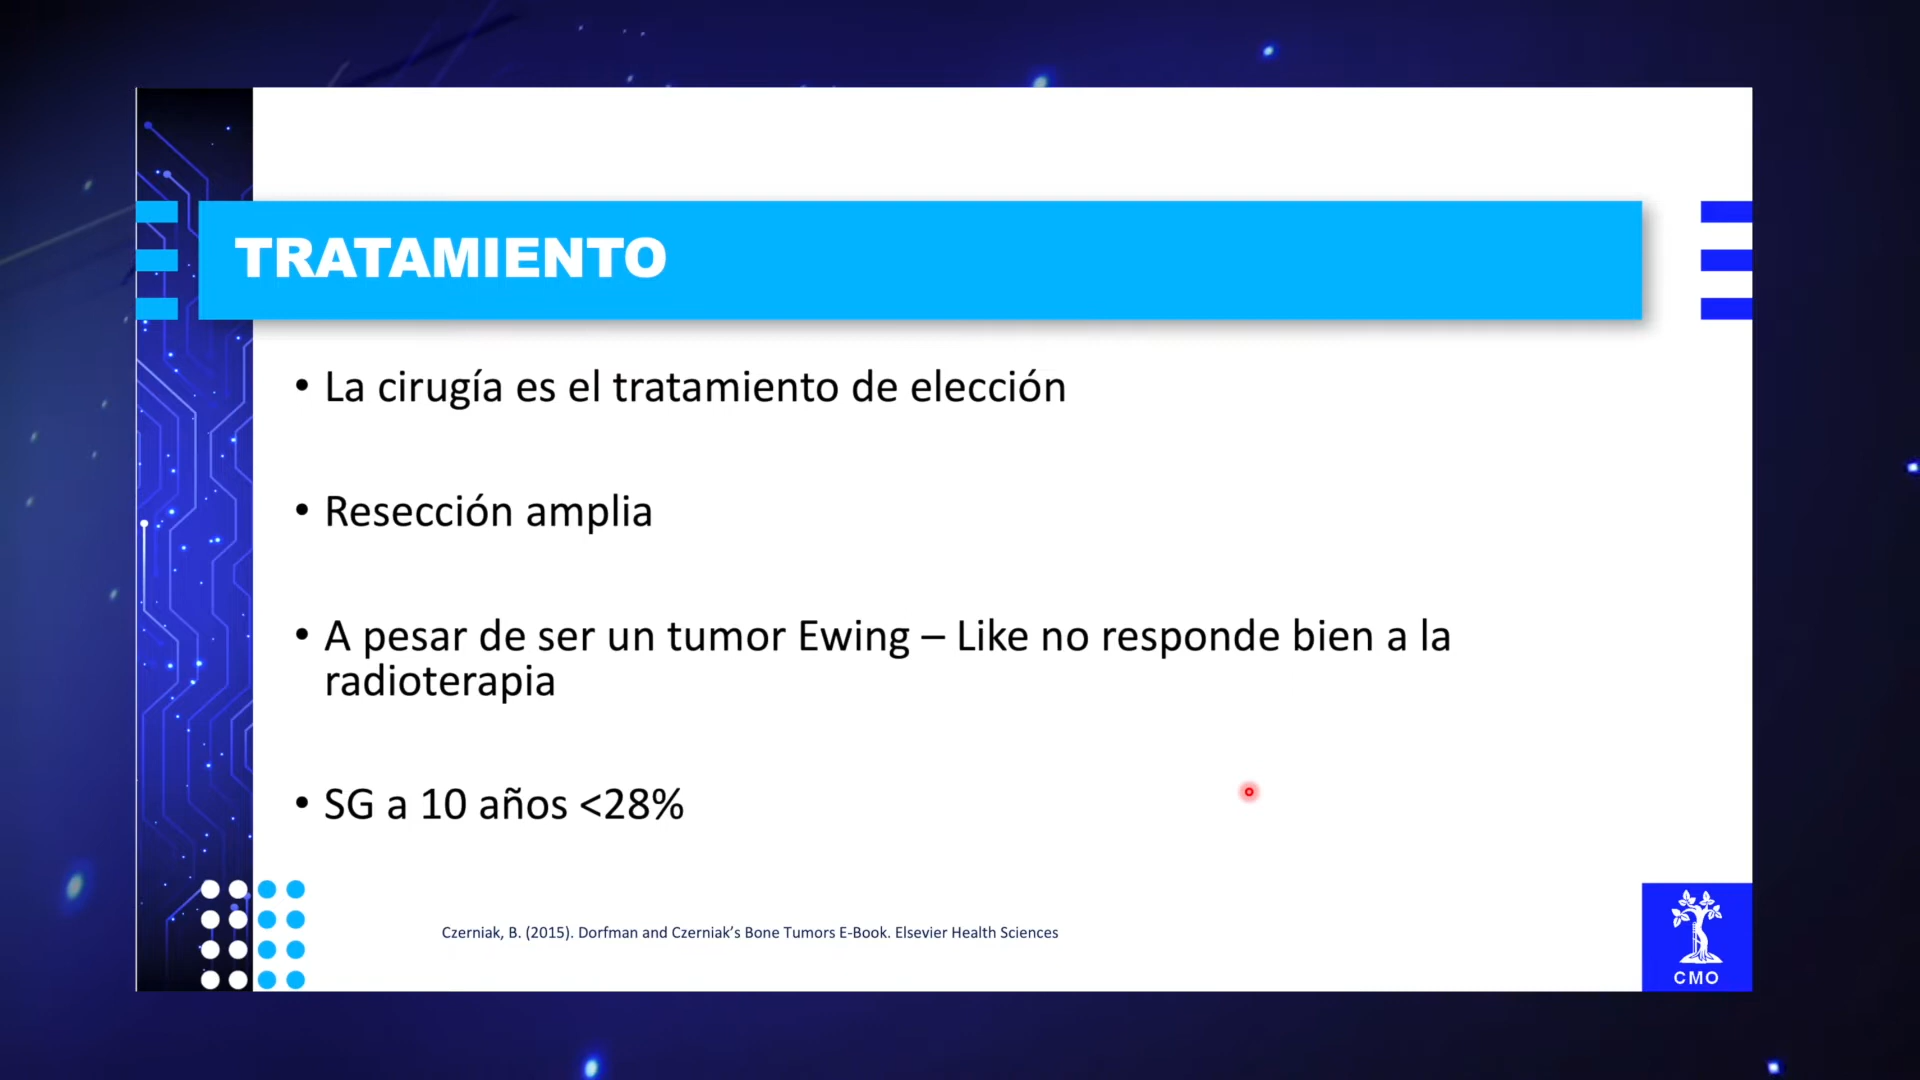 TRATAMIENTO
• La cirugía es el tratamiento de elección
• Resección amplia
• A pesar de ser un tumor Ewing – Like no responde bien a la
radioterapia
• SG a 10 años <28%
Czerniak, B. (2015). Dorfman and Czerniak’s Bone Tumors E-Book. Elsevier Health Sciences
CMO